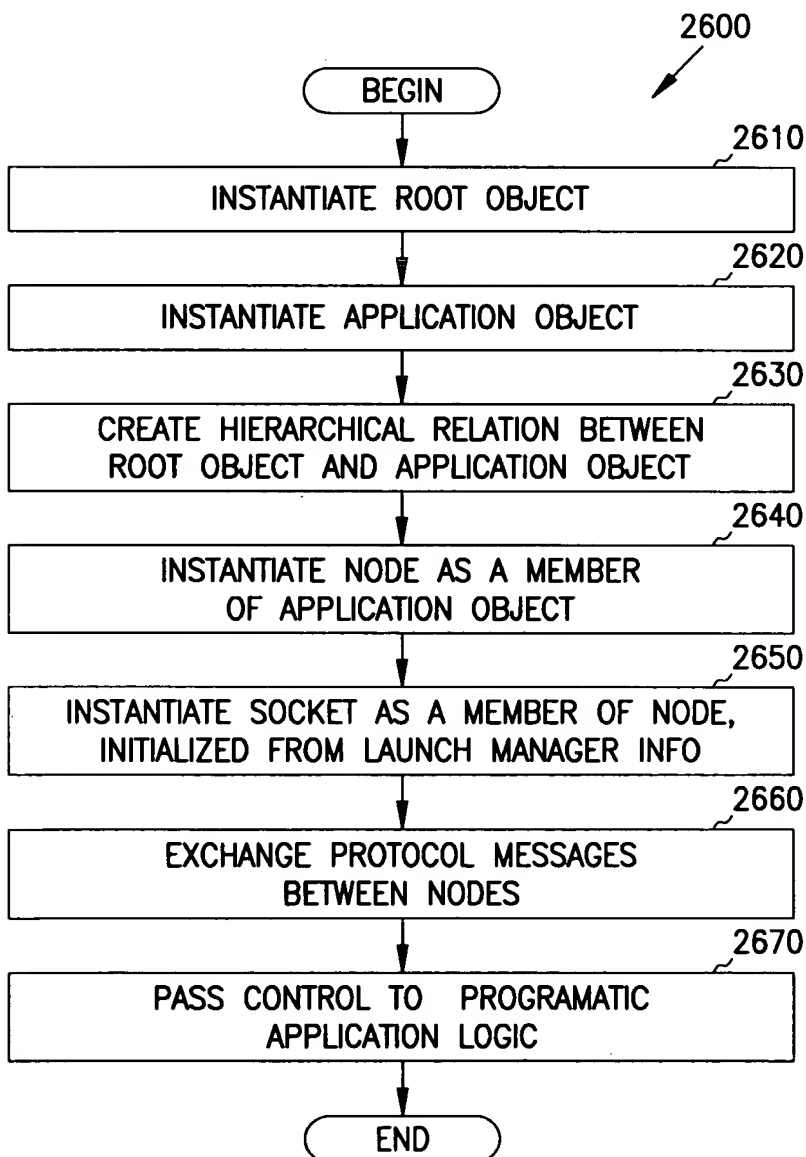 2600
BEGIN
2610
INSTANTIATE ROOT OBJECT
2620
INSTANTIATE APPLICATION OBJECT
2630
CREATE HIERARCHICAL RELATION BETWEEN
ROOT OBJECT AND APPLICATION OBJECT
2640
INSTANTIATE NODE AS A MEMBER
OF APPLICATION OBJECT
2650
INSTANTIATE SOCKET AS A MEMBER OF NODE,
INITIALIZED FROM LAUNCH MANAGER INFO
2660
EXCHANGE PROTOCOL MESSAGES
BETWEEN NODES
2670
PASS CONTROL TO PROGRAMATIC
APPLICATION LOGIC
END